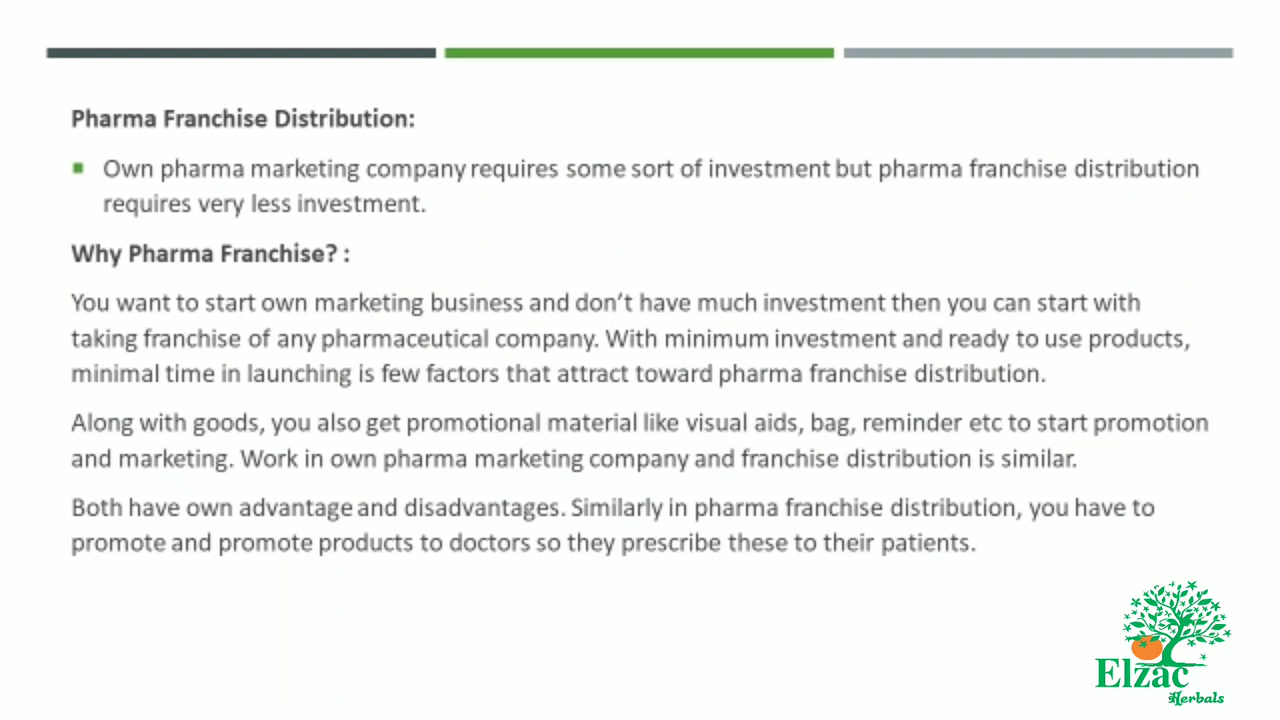 Pharma Franchise Distribution:
Own pharma marketing company requires some sort of investment but pharma franchise distribution
requires very less investment.
Why Pharma Franchise? :
You want to start own marketing business and don’t have much investment then you can start with
taking franchise of any pharmaceutical company. With minimum investment and ready to use products,
minimal time in launching is few factors that attract toward pharma franchise distribution.
Along with goods, you also get promotional material like visual aids, bag, reminder etc to start promotion
and marketing. Work in own pharma marketing company and franchise distribution is similar.
Both have own advantage and disadvantages. Similarly in pharma franchise distribution, you have to
promote and promote products to doctors so they prescribe these to their patients.
Elzac
Herbals